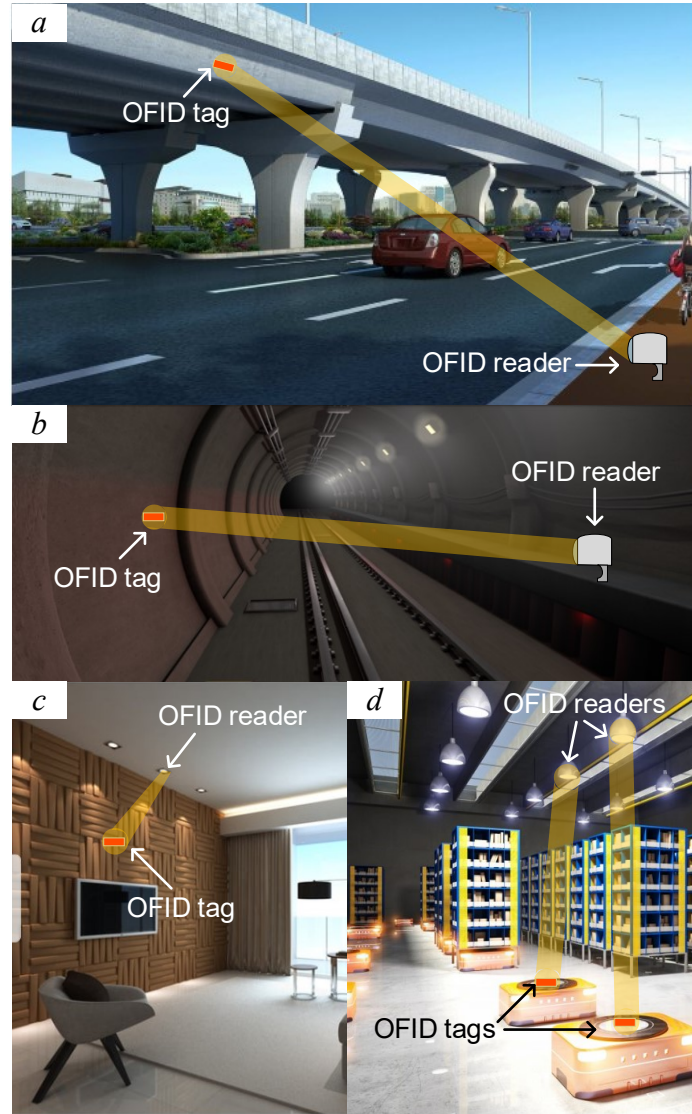 a
OFID tag
OFID reader
b
OFID reader
OFID tag
c
OFID reader
OFID tag
d
OFID readers
OFID tags